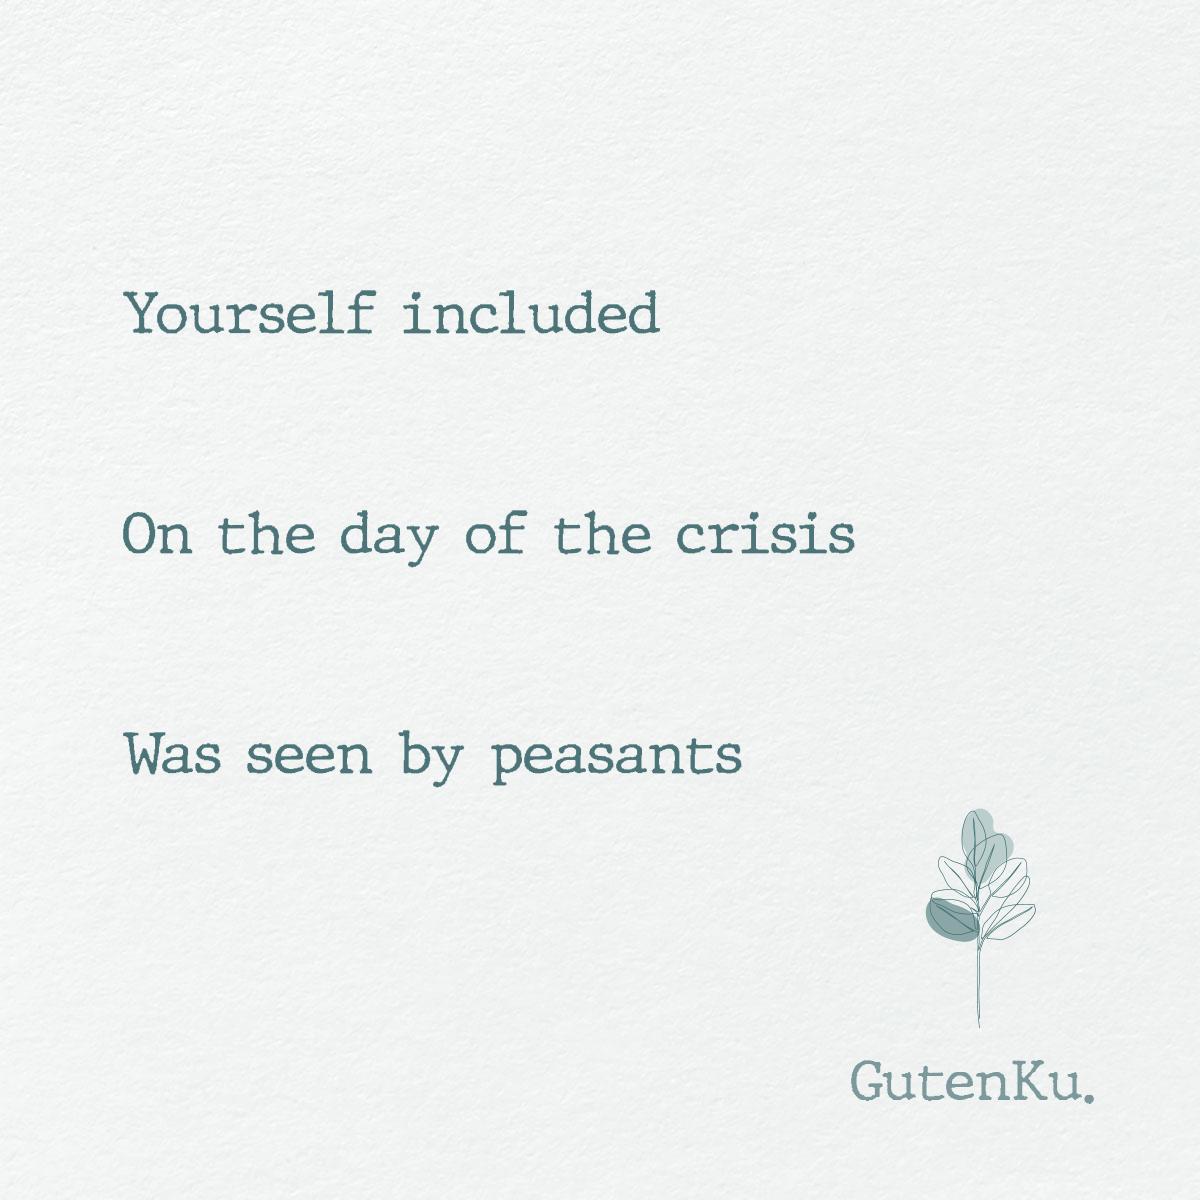 Yourself included
On the day of the crisis
Was seen by peasants
GutenKu.